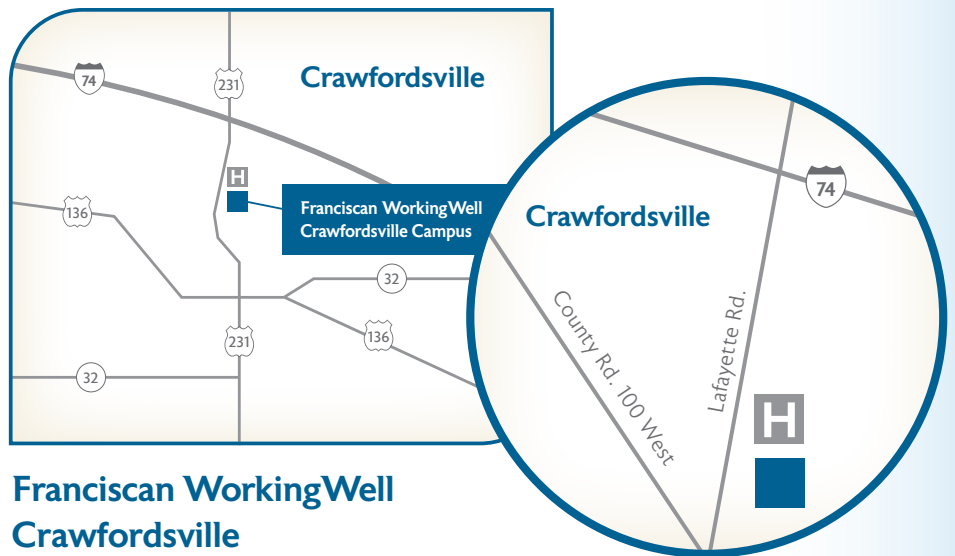 74
231
Crawfordsville
H
136
Franciscan WorkingWell
Crawfordsville Campus
32
231
136
32
74
Crawfordsville
County Rd. 100 West
Lafayette Rd.
H
Franciscan WorkingWell
Crawfordsville